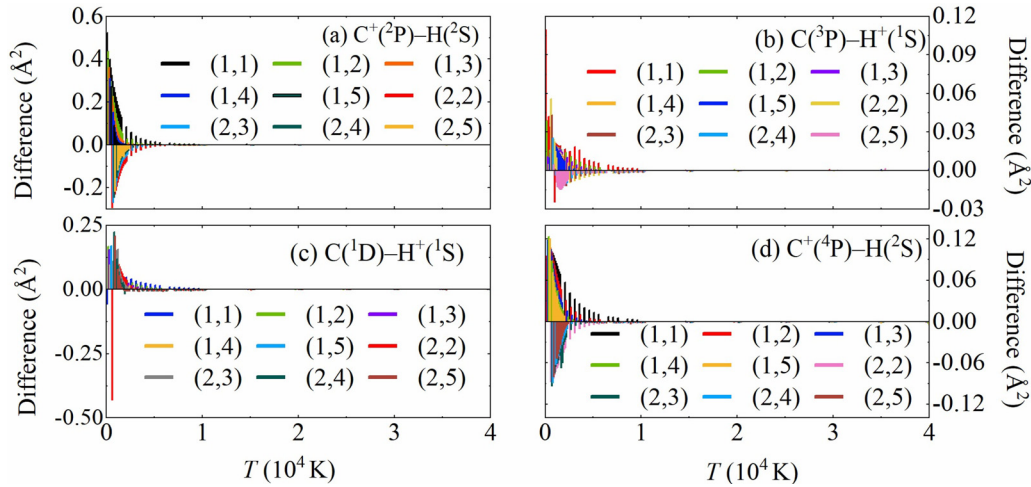 (a) C⁺(²P)–H(²S)
Difference (Å²)
0.6
0.4
0.2
0.0
-0.2
(1,1) (1,2) (1,3)
(1,4) (1,5) (2,2)
(2,3) (2,4) (2,5)
(b) C(³P)–H⁺(¹S)
Difference (Å²)
0.12
0.09
0.06
0.03
0.00
-0.03
(1,1) (1,2) (1,3)
(1,4) (1,5) (2,2)
(2,3) (2,4) (2,5)
(c) C(¹D)–H⁺(¹S)
Difference (Å²)
0.25
0.00
-0.25
-0.50
(1,1) (1,2) (1,3)
(1,4) (1,5) (2,2)
(2,3) (2,4) (2,5)
0 1 2 3 4
T (10⁴ K)
(d) C⁺(⁴P)–H(²S)
Difference (Å²)
0.12
0.06
0.00
-0.06
-0.12
(1,1) (1,2) (1,3)
(1,4) (1,5) (2,2)
(2,3) (2,4) (2,5)
0 1 2 3 4
T (10⁴ K)